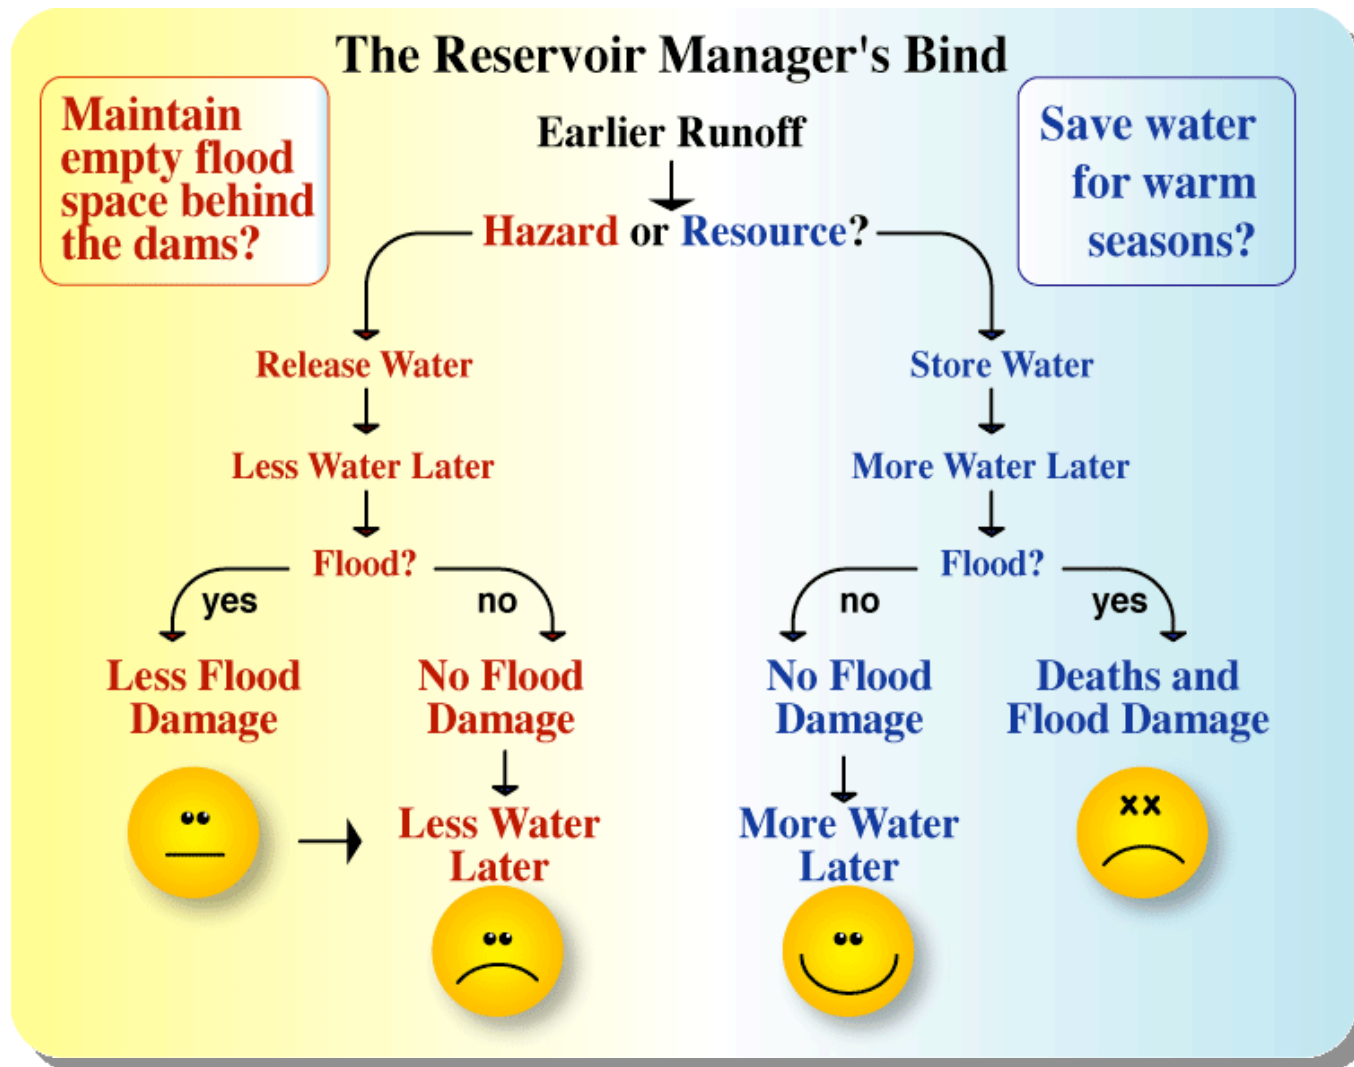 The Reservoir Manager's Bind
Maintain
empty flood
space behind
the dams?
Earlier Runoff
Save water
for warm
seasons?
Hazard or Resource?
Release Water
Store Water
Less Water Later
More Water Later
Flood?
Flood?
yes
no
no
yes
Less Flood
Damage
No Flood
Damage
No Flood
Damage
Deaths and
Flood Damage
Less Water
Later
More Water
Later